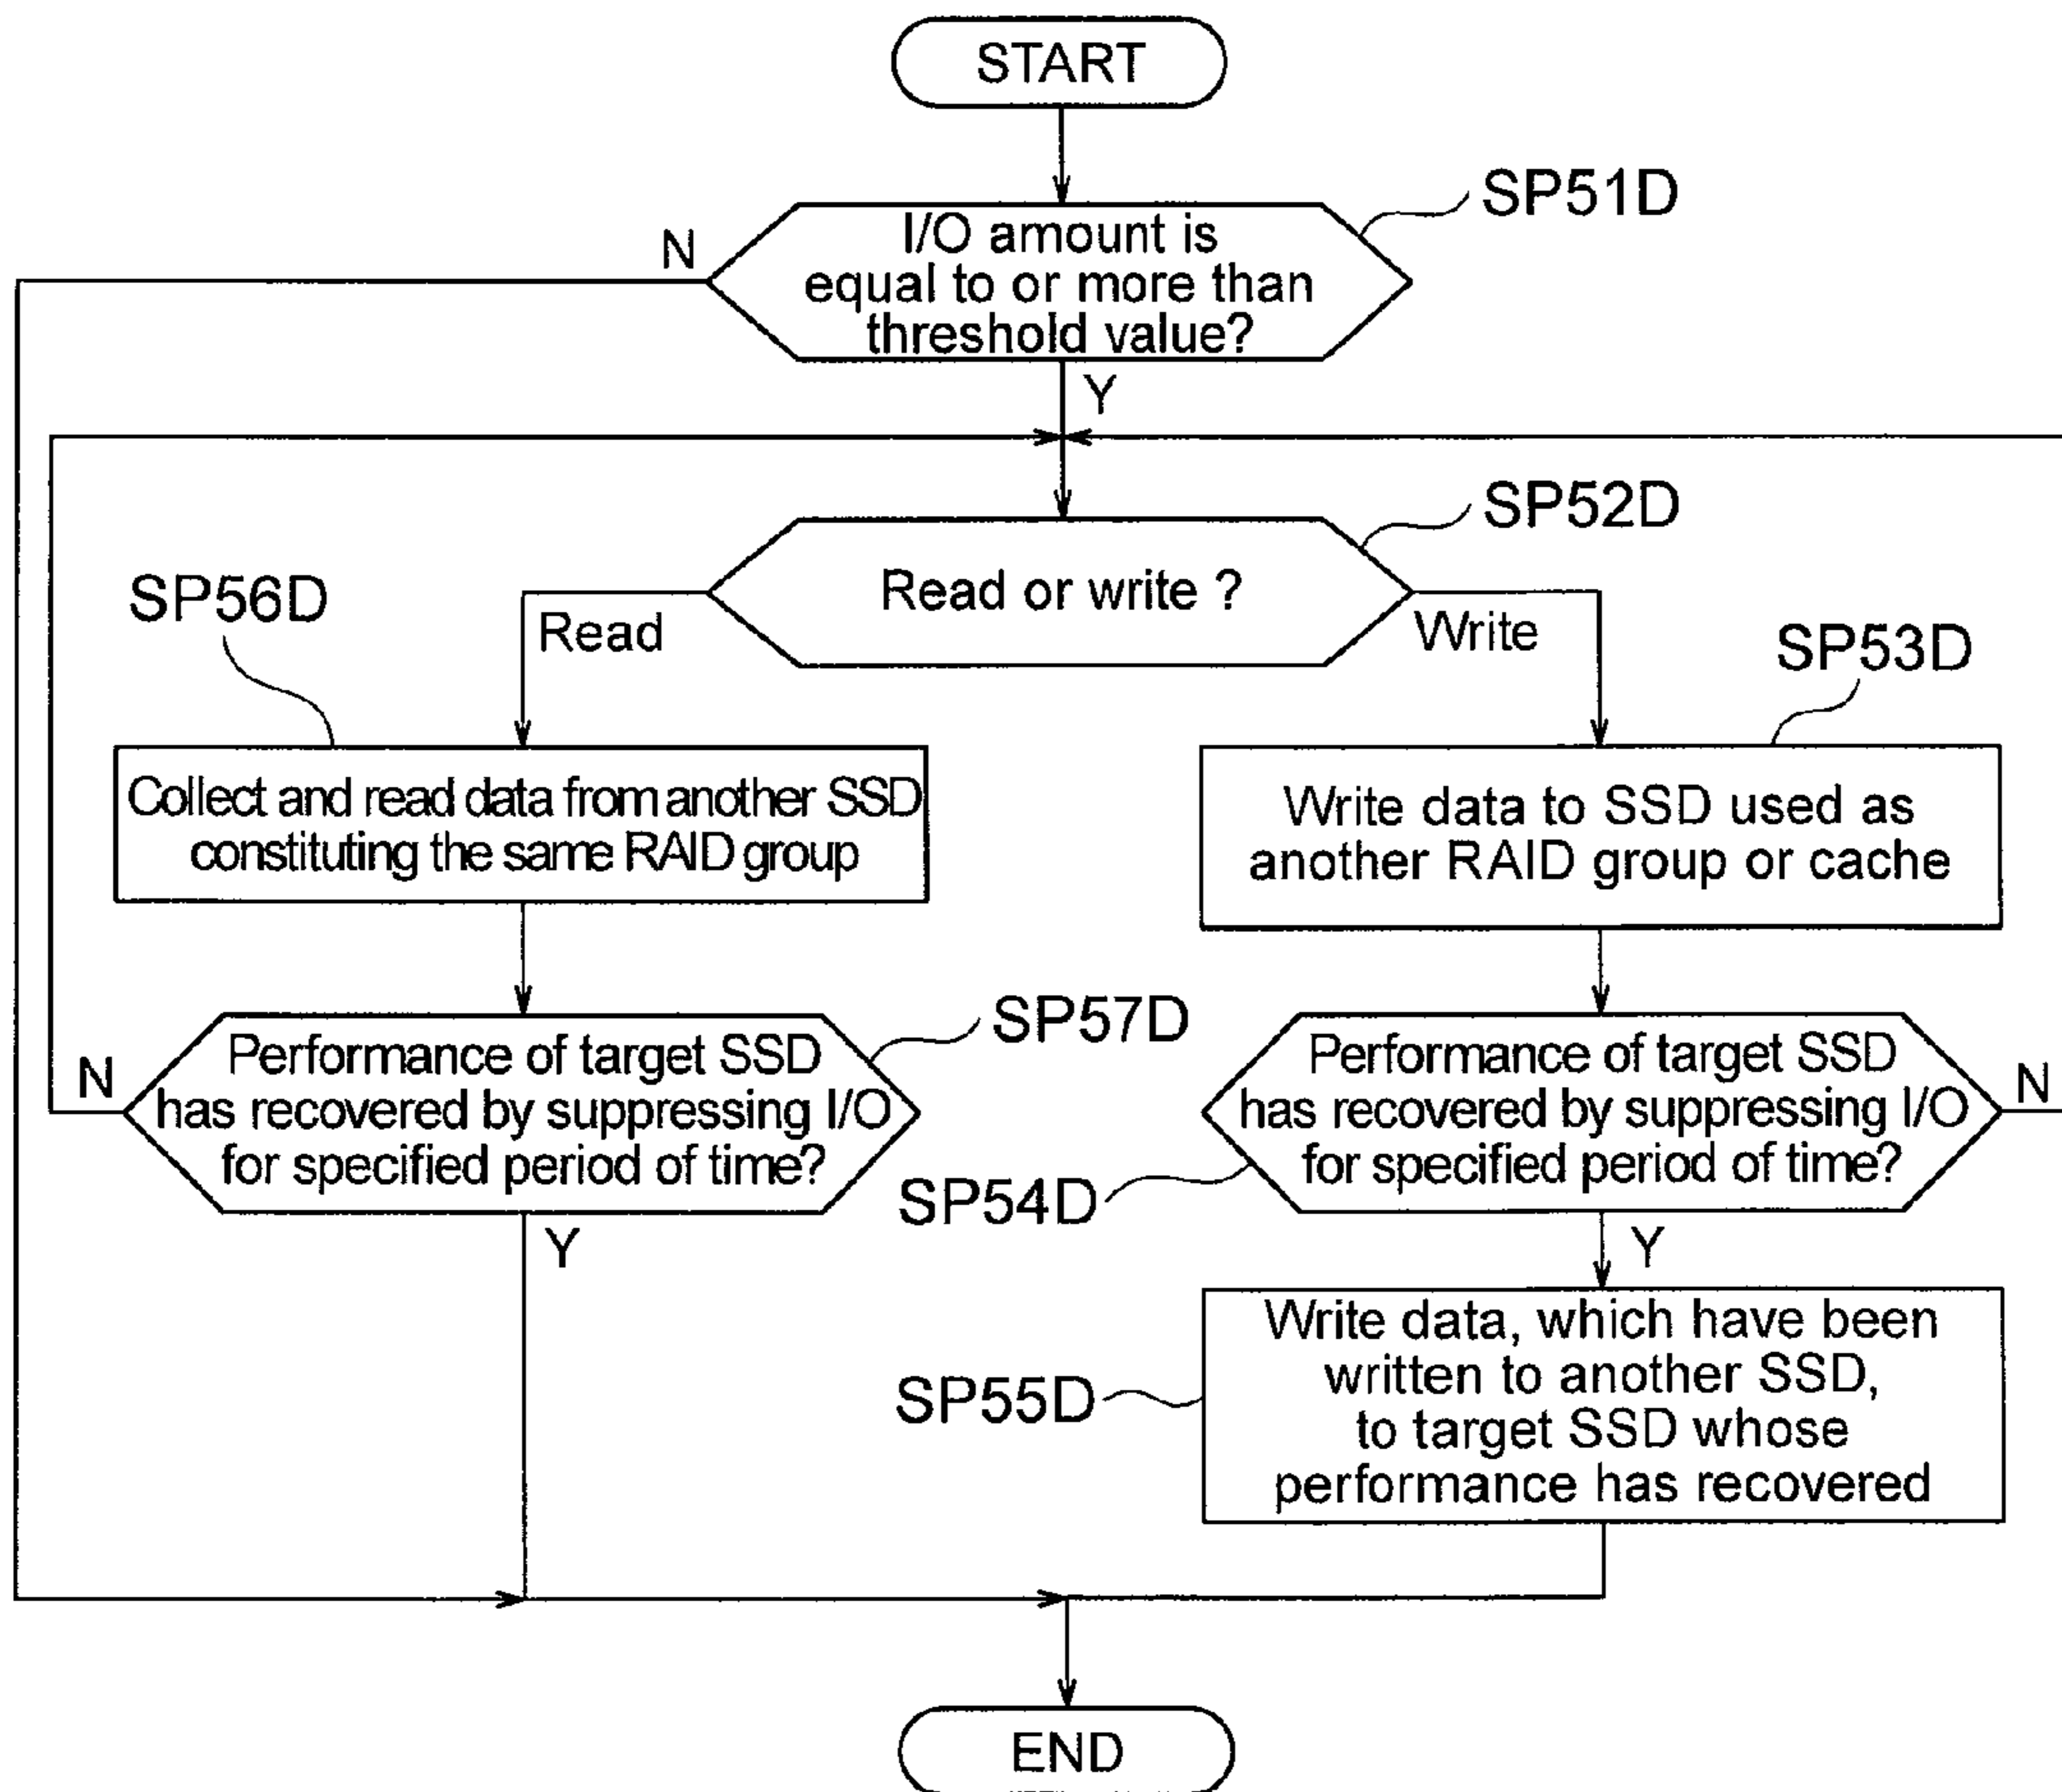 START
SP51D
N
I/O amount is
equal to or more than
threshold value?
Y
SP52D
Read or write ?
SP56D
Read
Write
SP53D
Collect and read data from another SSD
constituting the same RAID group
Write data to SSD used as
another RAID group or cache
SP57D
N
Performance of target SSD
has recovered by suppressing I/O
for specified period of time?
Y
Performance of target SSD
has recovered by suppressing I/O
for specified period of time?
N
SP54D
Y
SP55D
Write data, which have been
written to another SSD,
to target SSD whose
performance has recovered
END